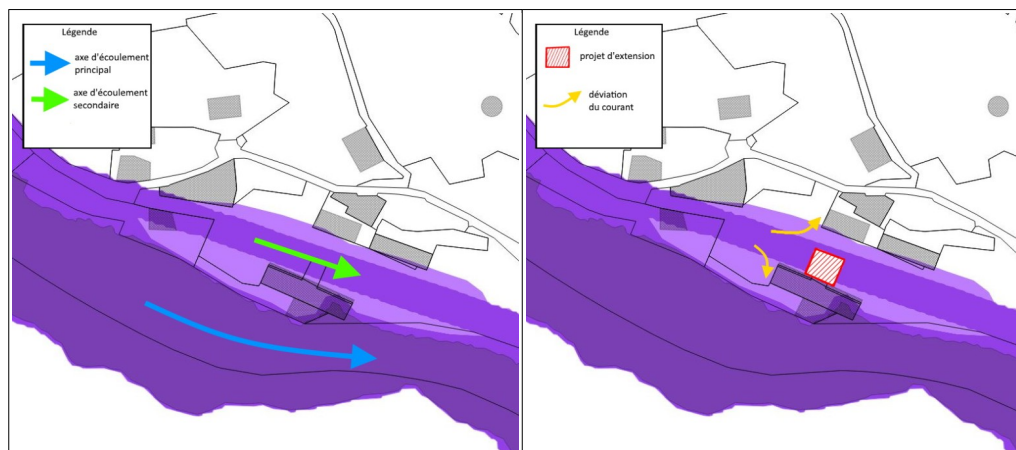 Légende
axe d'écoulement
principal
axe d'écoulement
secondaire
Légende
projet d'extension
déviation
du courant